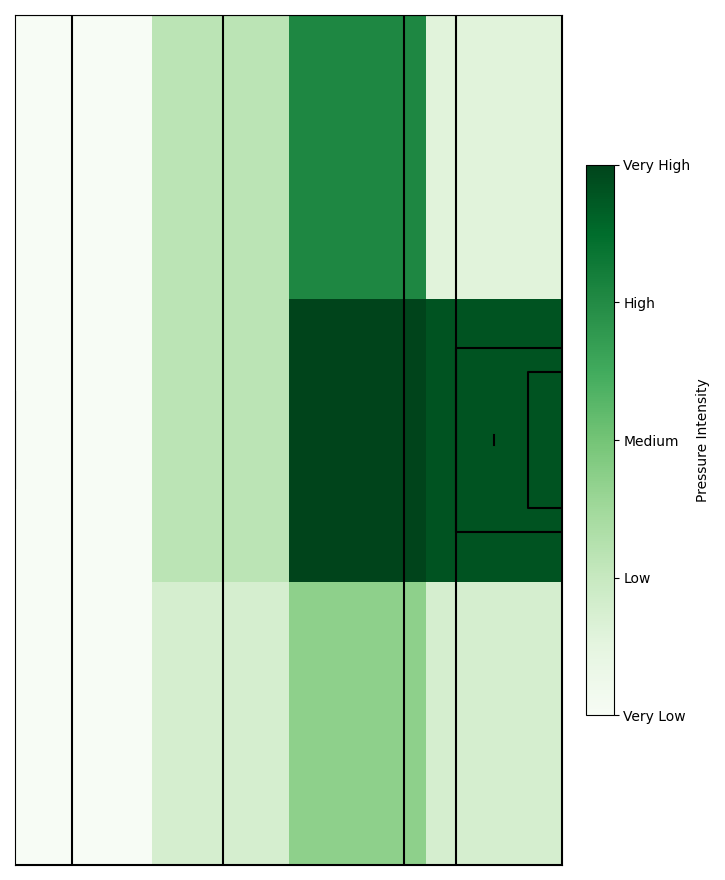 Very High
High
Medium
Low
Very Low
Pressure Intensity